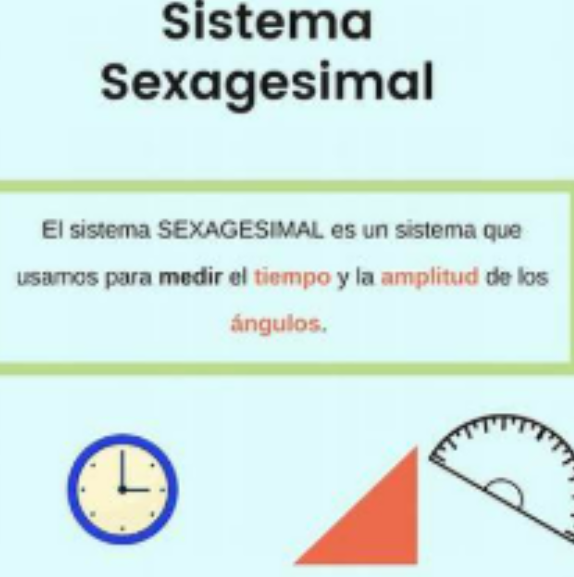 Sistema
Sexagesimal
El sistema SEXAGESIMAL es un sistema que
usamos para medir el tiempo y la amplitud de los
ángulos.